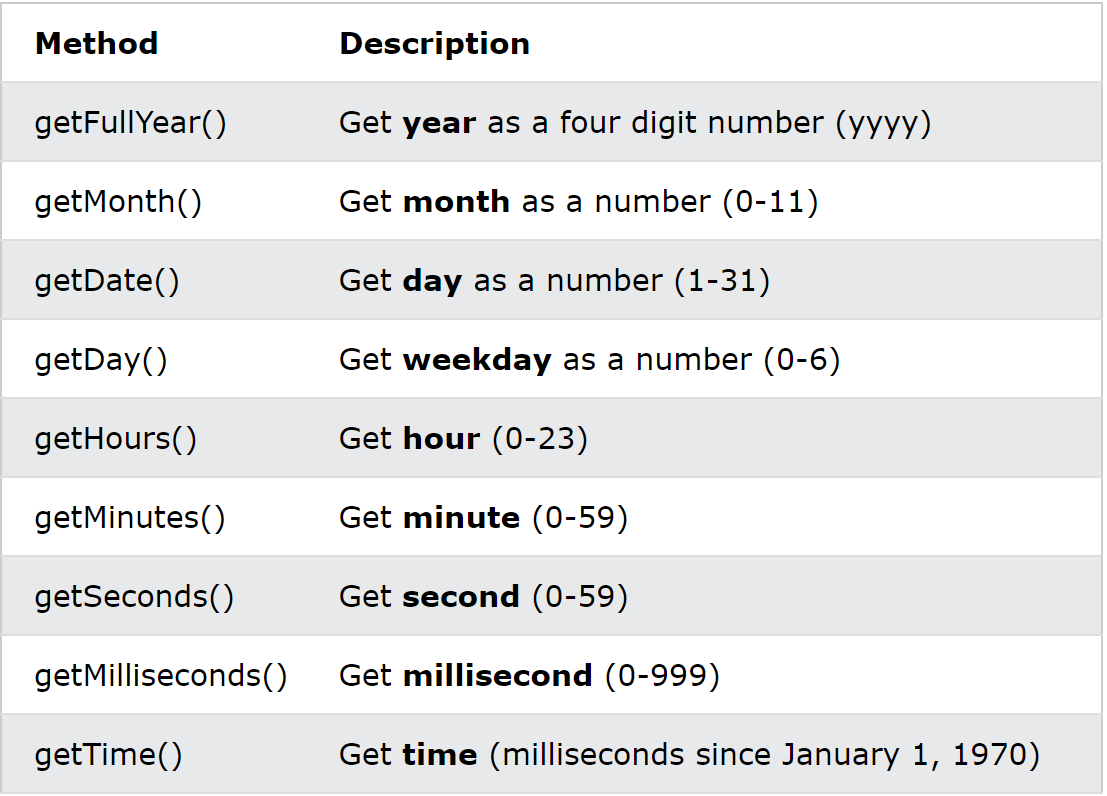 Method Description
getFullYear() Get year as a four digit number (yyyy)
getMonth() Get month as a number (0-11)
getDate() Get day as a number (1-31)
getDay() Get weekday as a number (0-6)
getHours() Get hour (0-23)
getMinutes() Get minute (0-59)
getSeconds() Get second (0-59)
getMilliseconds() Get millisecond (0-999)
getTime() Get time (milliseconds since January 1, 1970)